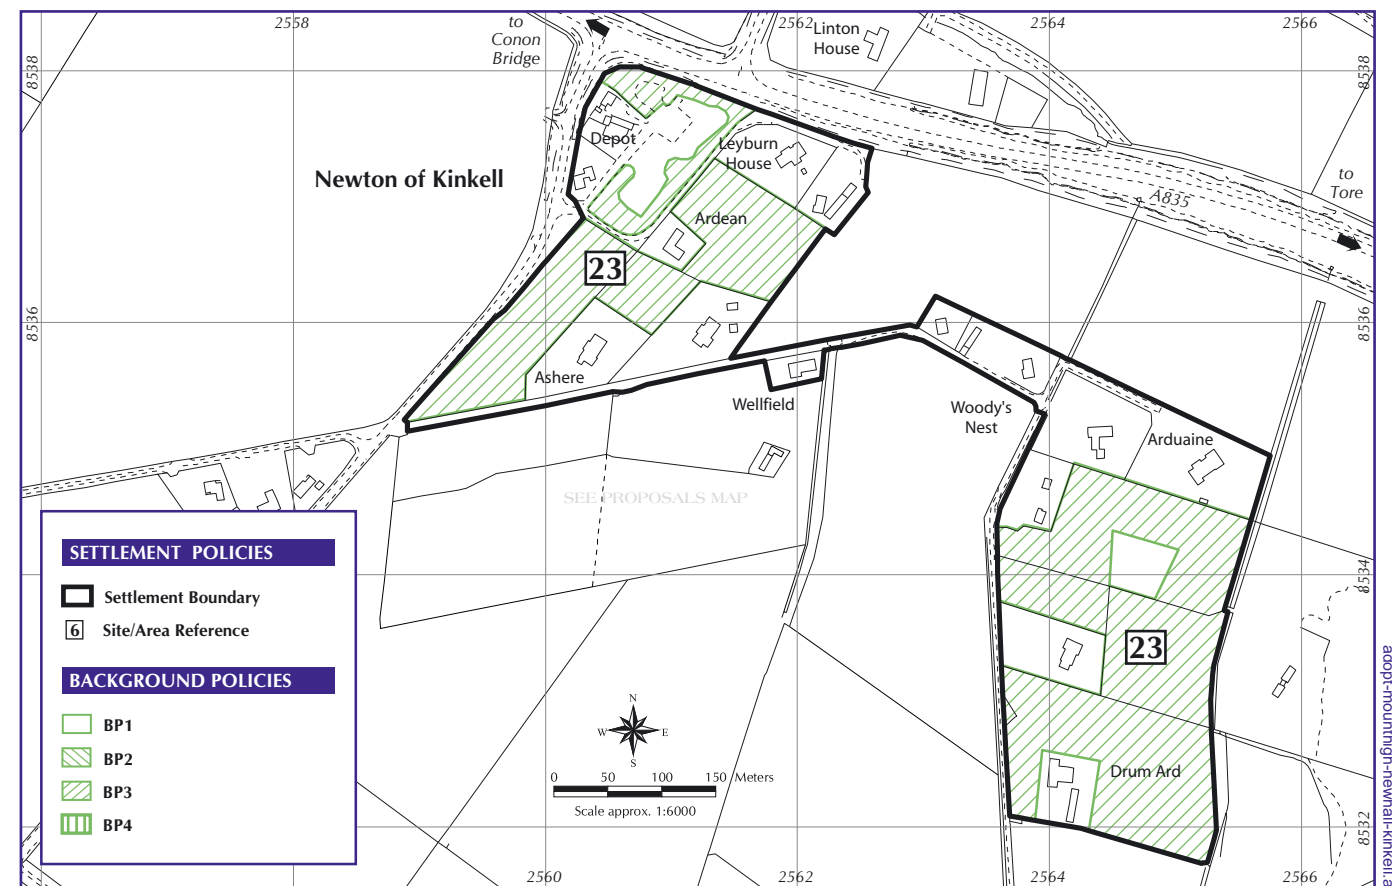 2558
2562
2564
2566
to
Conon
Bridge
Linton
House
8538
8538
Depot
Leyburn
House
Newton of Kinkell
to
Tore
A835
Ardean
23
8536
8536
Ashere
Wellfield
Woody's
Nest
Arduaine
SEE PROPOSALS MAP
SETTLEMENT POLICIES
Settlement Boundary
6 Site/Area Reference
BACKGROUND POLICIES
BP1
BP2
BP3
BP4
8534
23
N
W E
S
0 50 100 150 Meters
Scale approx. 1:6000
Drum Ard
8532
2560
2562
2564
2566